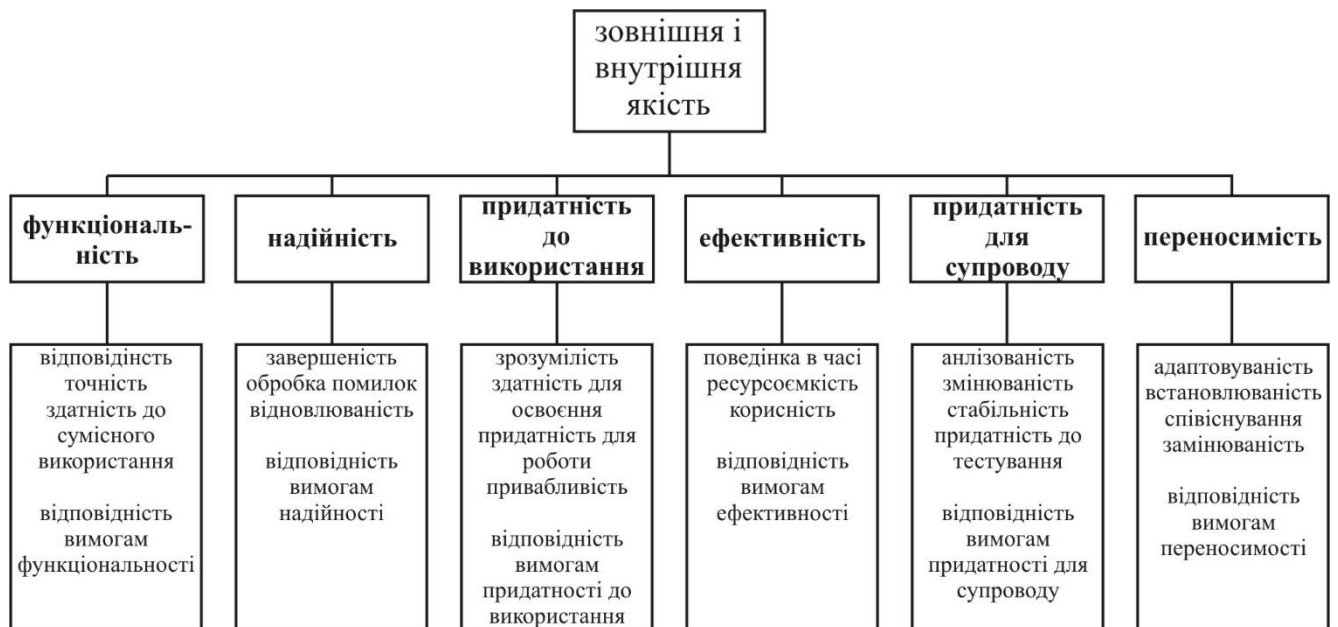 зовнішня і
внутрішня
якість
функціональ-
ність
надійність
придатність
до
використання
ефективність
придатність
для
супроводу
переносимість
відповідінсть
точність
здатність до
сумісного
використання
відповідність
вимогам
функціональності
завершеність
обробка помилок
відновлюваність
відповідність
вимогам
надійності
зрозумілість
здатність для
освоєння
придатність для
роботи
привабливість
відповідність
вимогам
придатності до
використання
поведінка в часі
ресурсоємкість
корисність
відповідність
вимогам
ефективності
анлізованість
змінюваність
стабільність
придатність до
тестування
відповідність
вимогам
придатності для
супроводу
адаптовуваність
встановлюваність
співіснування
замінюваність
відповідність
вимогам
переносимості